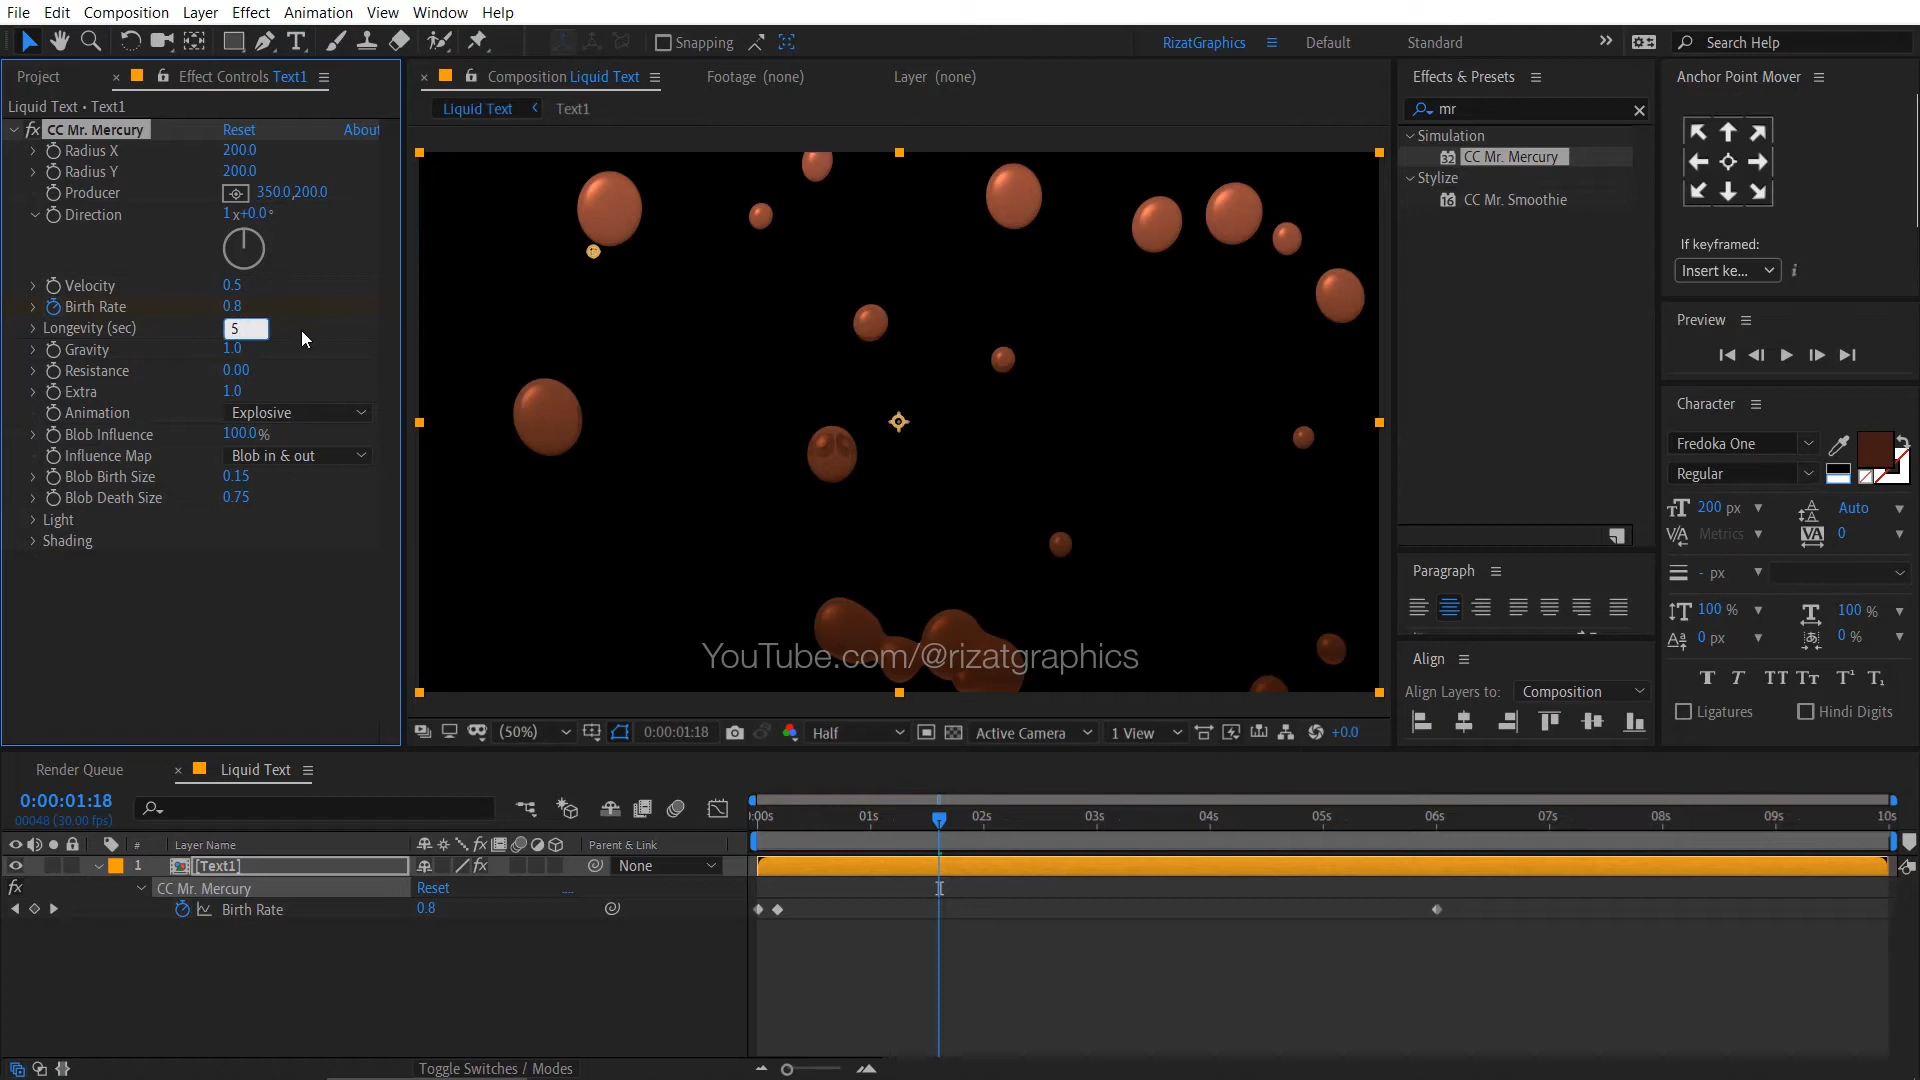 File Edit Composition Layer Effect Animation View Window Help
Snapping
RizatGraphics Default Standard Search Help
Project Effect Controls Text1
Liquid Text • Text1
fx CC Mr. Mercury Reset About
Radius X 200.0
Radius Y 200.0
Producer 350.0,200.0
Direction 1x+0.0°
Velocity 0.5
Birth Rate 0.8
Longevity (sec) 5
Gravity 1.0
Resistance 0.00
Extra 1.0
Animation Explosive
Blob Influence 100.0%
Influence Map Blob in & out
Blob Birth Size 0.15
Blob Death Size 0.75
Light
Shading
Composition Liquid Text Footage (none) Layer (none)
Liquid Text Text1
YouTube.com/@rizatgraphics
(50%) 0:00:01:18 Half Active Camera 1 View +0.0
Effects & Presets
mr
Simulation
32 CC Mr. Mercury
Stylize
16 CC Mr. Smoothie
Paragraph
Align
Align Layers to: Composition
Anchor Point Mover
If keyframed:
Insert ke... i
Preview
Character
Fredoka One
Regular
200 px Auto
Metrics 0
- px
100 % 100 %
0 px 0 %
Ligatures Hindi Digits
Render Queue Liquid Text
0:00:01:18
00048 (30.00 fps)
# Layer Name fx Parent & Link
1 [Text1] fx None
fx CC Mr. Mercury Reset ....
Birth Rate 0.8
:00s 01s 02s 03s 04s 05s 06s 07s 08s 09s 10s
Toggle Switches / Modes